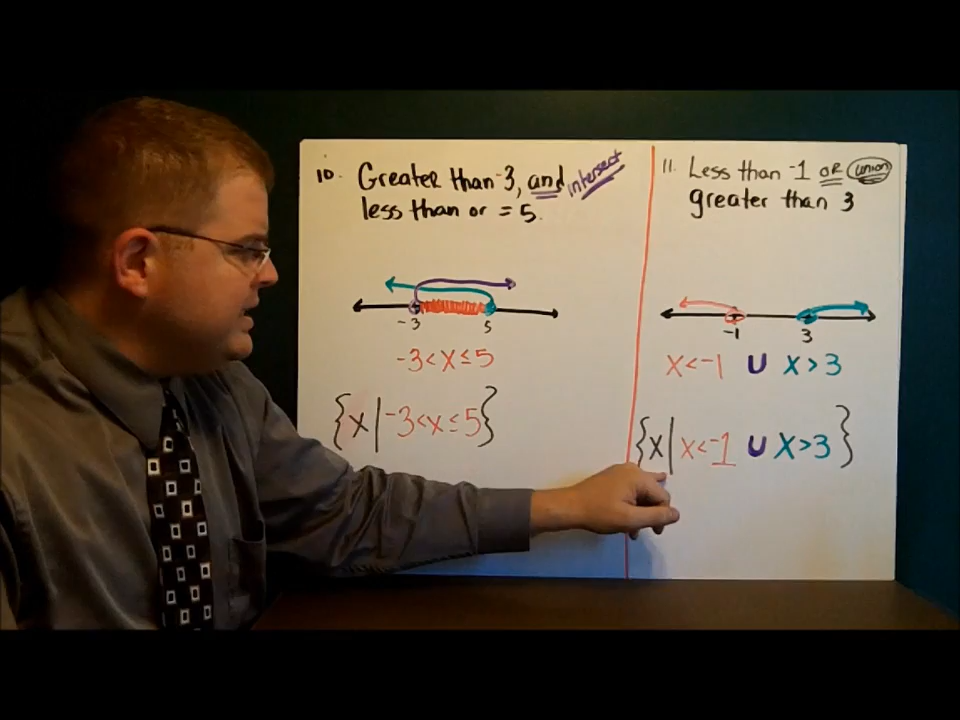 10. Greater than -3, and intersect
less than or = 5.
-3 5
-3 < x ≤ 5
{x | -3 < x ≤ 5}
11. Less than -1 OR union
greater than 3
-1 3
x < -1 U x > 3
{x | x < -1 U x > 3}